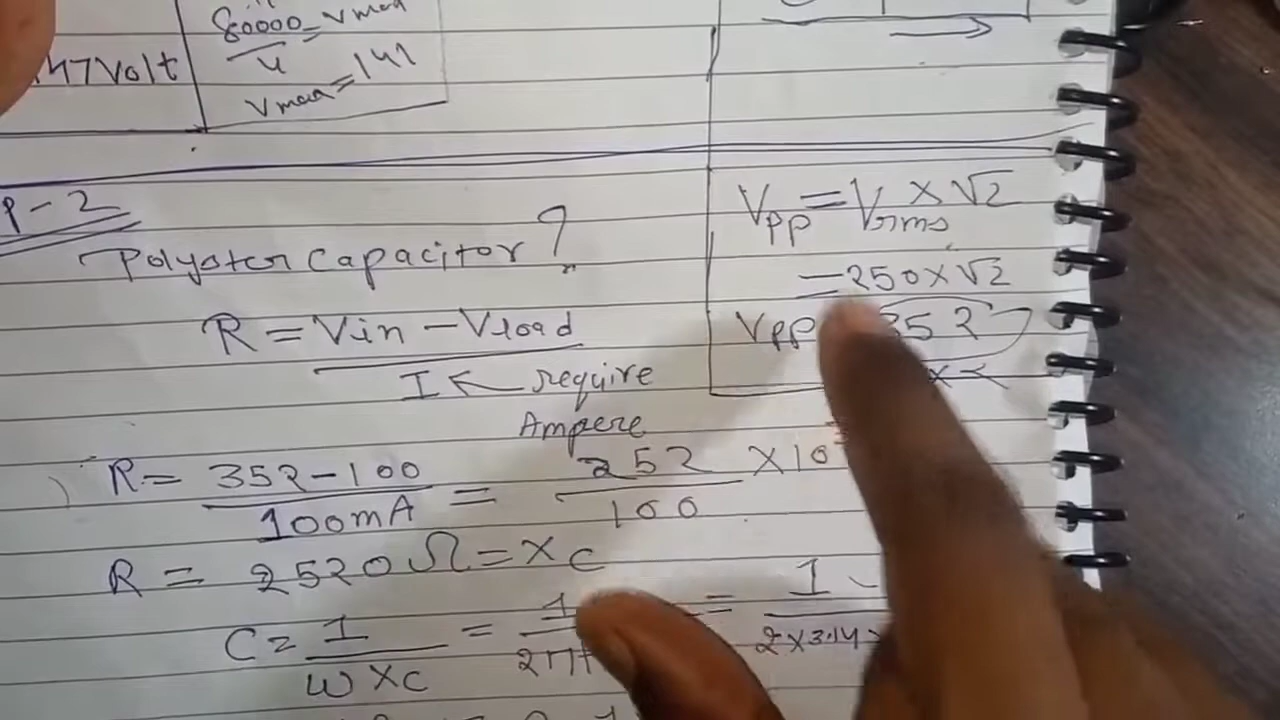 80000 = Vmax
4
.47Volt
Vmax = 141
P-2
Polyster Capacitor ?
R = Vin - Vload
I ← require
Ampere
Vpp = Vrms × √2
= 250 × √2
Vpp 352
R = 352-100 = 252 × 10
100mA 100
R = 2520 Ω = Xc
C = 1 = 1 = 1
ω Xc 2π 2×3.14×